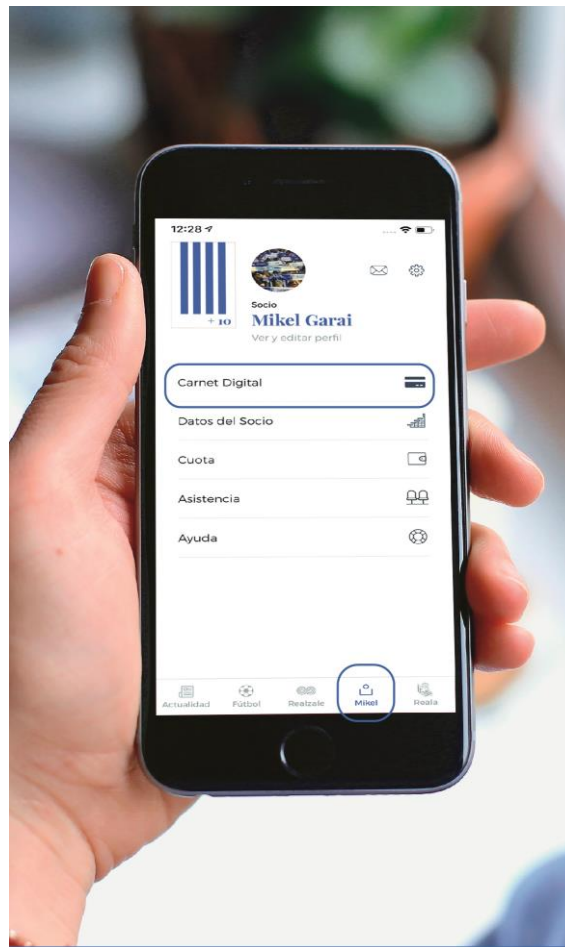 12:28
+ 10
Socio
Mikel Garai
Ver y editar perfil
Carnet Digital
Datos del Socio
Cuota
Asistencia
Ayuda
Actualidad Fútbol Realzale Mikel Reala